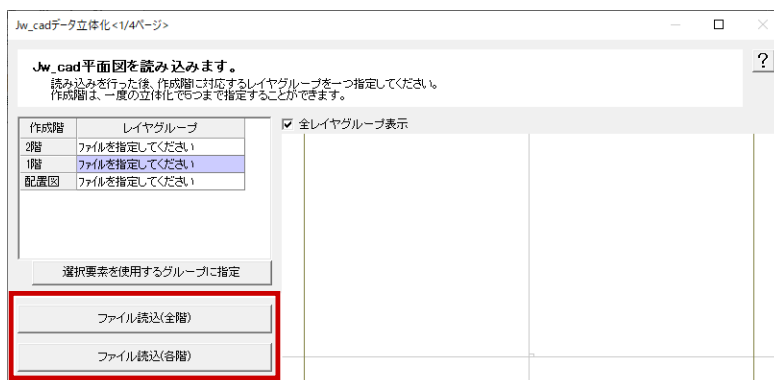 Jw_cadデータ立体化<1/4ページ>
Jw_cad平面図を読み込みます。
読み込みを行った後、作成階に対応するレイヤグループを一つ指定してください。
作成階は、一度の立体化で5つまで指定することができます。
?
作成階 レイヤグループ
2階 ファイルを指定してください
1階 ファイルを指定してください
配置図 ファイルを指定してください
全レイヤグループ表示
選択要素を使用するグループに指定
ファイル読込(全階)
ファイル読込(各階)